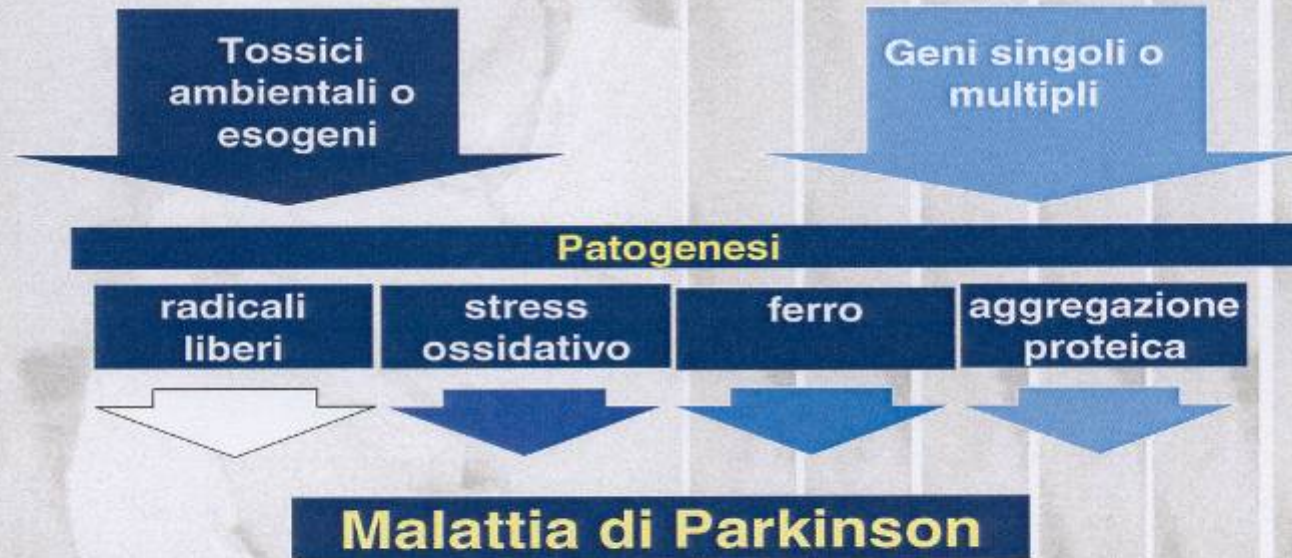 Tossici
ambientali o
esogeni
Geni singoli o
multipli
Patogenesi
radicali
liberi
stress
ossidativo
ferro
aggregazione
proteica
Malattia di Parkinson